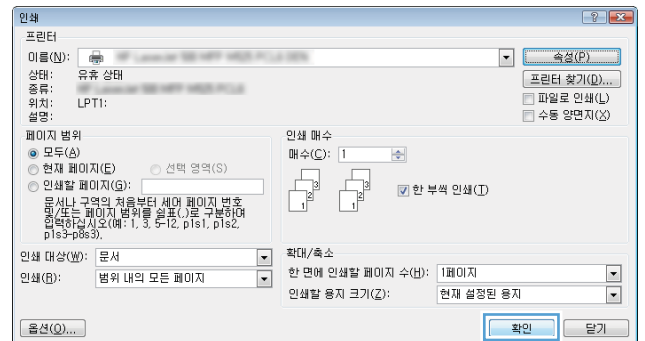 인쇄
프린터
이름(N):
속성(P)
상태: 유휴 상태
프린터 찾기(D)...
종류:
파일로 인쇄(L)
위치: LPT1:
수동 양면지(X)
설명:
페이지 범위
모두(A)
현재 페이지(E) 선택 영역(S)
인쇄할 페이지(G):
문서나 구역의 처음부터 세어 페이지 번호
및/또는 페이지 범위를 쉼표(,)로 구분하여
입력하십시오(예: 1, 3, 5-12, p1s1, p1s2,
p1s3-p8s3).
인쇄 매수
매수(C): 1
3 3
2 2
1 1
한 부씩 인쇄(T)
인쇄 대상(W): 문서
인쇄(R): 범위 내의 모든 페이지
확대/축소
한 면에 인쇄할 페이지 수(H): 1페이지
인쇄할 용지 크기(Z): 현재 설정된 용지
옵션(O)...
확인
닫기